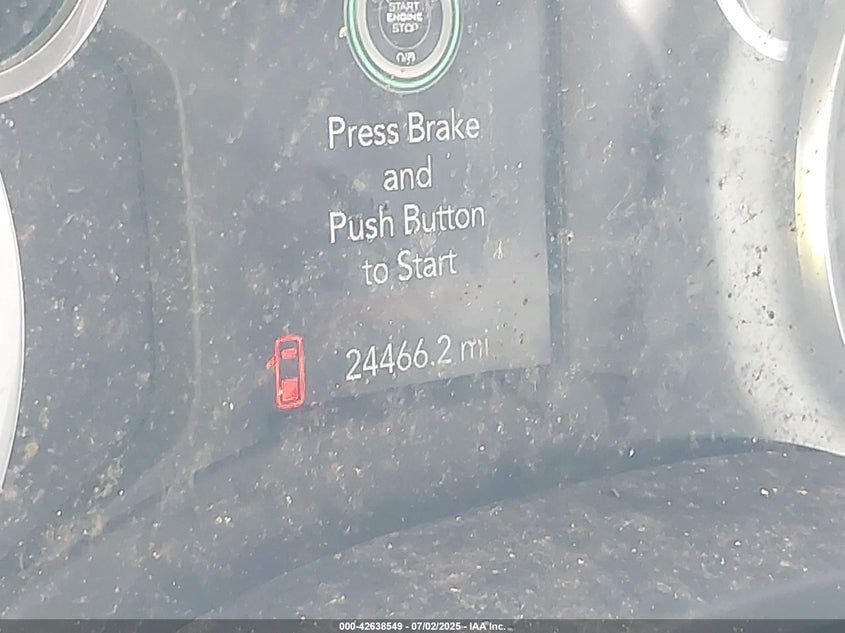 START
ENGINE
STOP
Press Brake
and
Push Button
to Start
24466.2 mi
000-42638549 - 07/02/2025 - IAA Inc.